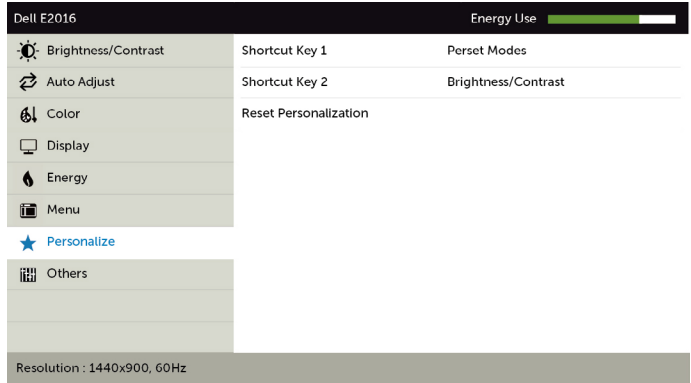 Dell E2016 Energy Use
Brightness/Contrast Shortcut Key 1 Perset Modes
Auto Adjust Shortcut Key 2 Brightness/Contrast
Color Reset Personalization
Display
Energy
Menu
Personalize
Others
Resolution : 1440x900, 60Hz